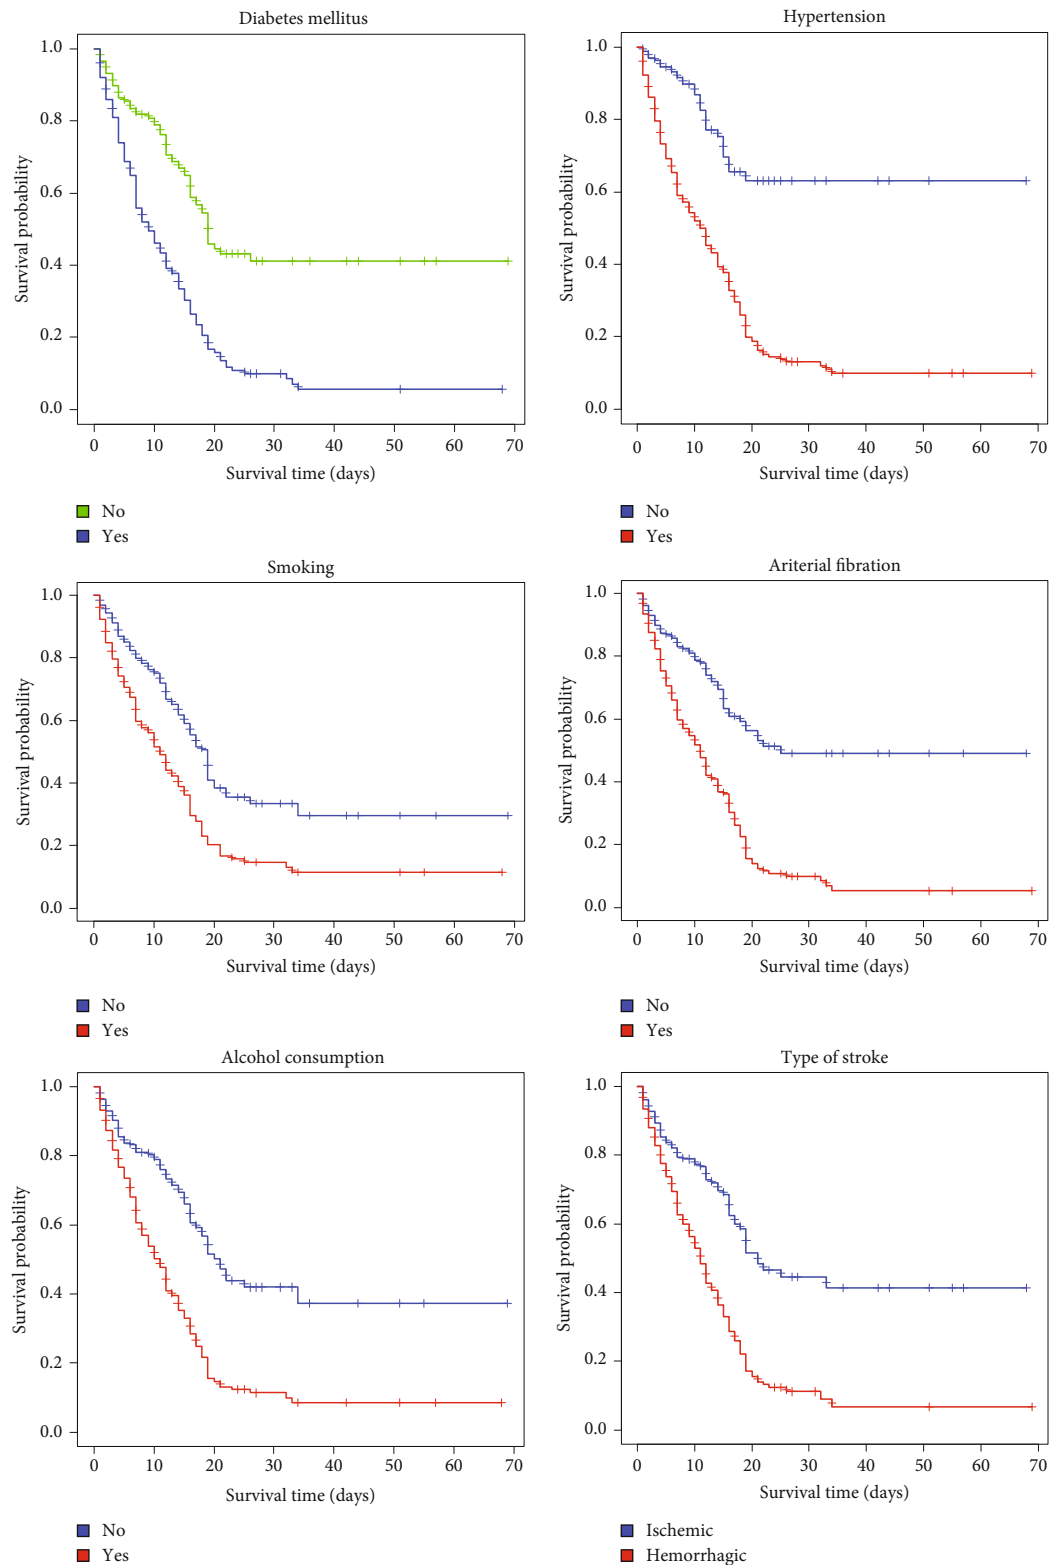 Diabetes mellitus
Survival probability
1.0
0.8
0.6
0.4
0.2
0.0
0 10 20 30 40 50 60 70
Survival time (days)
No
Yes
Hypertension
Survival probability
1.0
0.8
0.6
0.4
0.2
0.0
0 10 20 30 40 50 60 70
Survival time (days)
No
Yes
Smoking
Survival probability
1.0
0.8
0.6
0.4
0.2
0.0
0 10 20 30 40 50 60 70
Survival time (days)
No
Yes
Ariterial fibration
Survival probability
1.0
0.8
0.6
0.4
0.2
0.0
0 10 20 30 40 50 60 70
Survival time (days)
No
Yes
Alcohol consumption
Survival probability
1.0
0.8
0.6
0.4
0.2
0.0
0 10 20 30 40 50 60 70
Survival time (days)
No
Yes
Type of stroke
Survival probability
1.0
0.8
0.6
0.4
0.2
0.0
0 10 20 30 40 50 60 70
Survival time (days)
Ischemic
Hemorrhagic